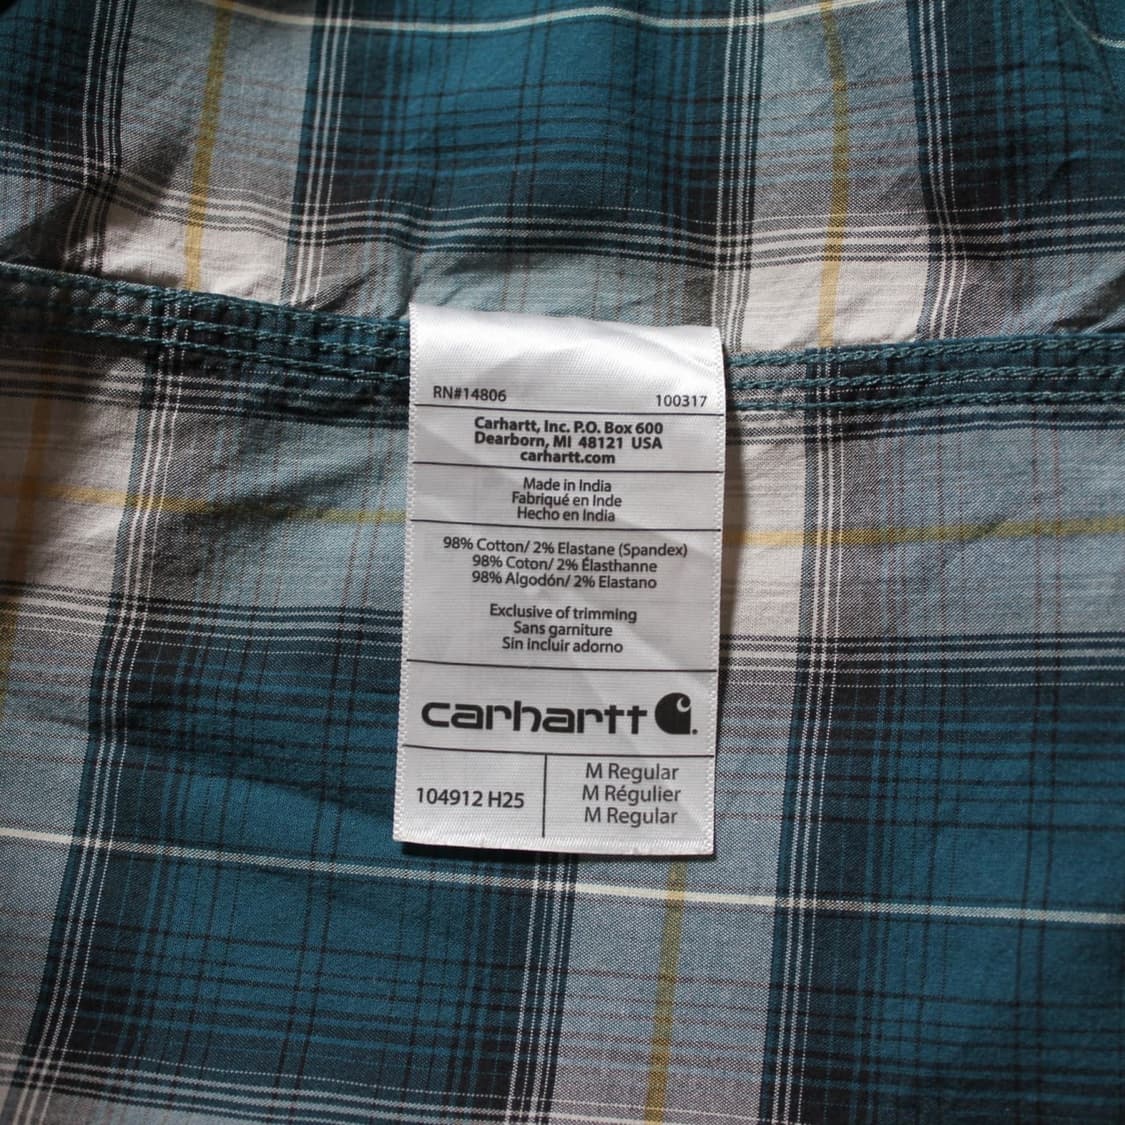 RN#14806 100317
Carhartt, Inc. P.O. Box 600
Dearborn, MI 48121 USA
carhartt.com
Made in India
Fabriqué en Inde
Hecho en India
98% Cotton/ 2% Elastane (Spandex)
98% Coton/ 2% Élasthanne
98% Algodón/ 2% Elastano
Exclusive of trimming
Sans garniture
Sin incluir adorno
carhartt
104912 H25
M Regular
M Régulier
M Regular